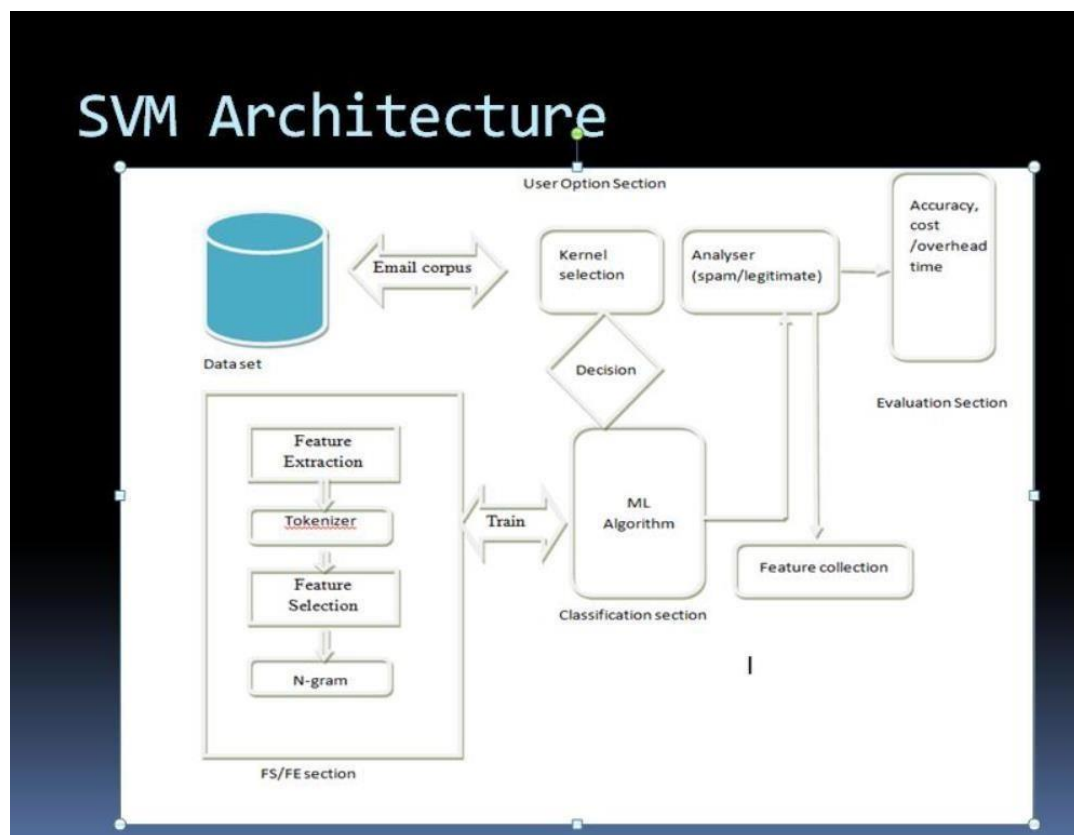 SVM Architecture
User Option Section
Email corpus
Data set
Kernel
selection
Decision
Analyser
(spam/legitimate)
Accuracy,
cost
/overhead
time
Evaluation Section
Feature
Extraction
Tokenizer
Feature
Selection
N-gram
FS/FE section
Train
ML
Algorithm
Classification section
Feature collection